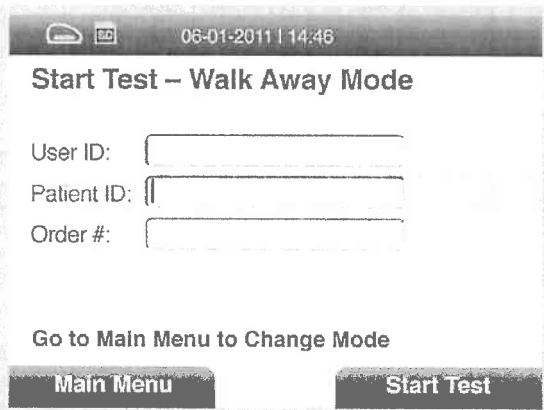 SD 06-01-2011 | 14:46
Start Test – Walk Away Mode
User ID:
Patient ID:
Order #:
Go to Main Menu to Change Mode
Main Menu Start Test